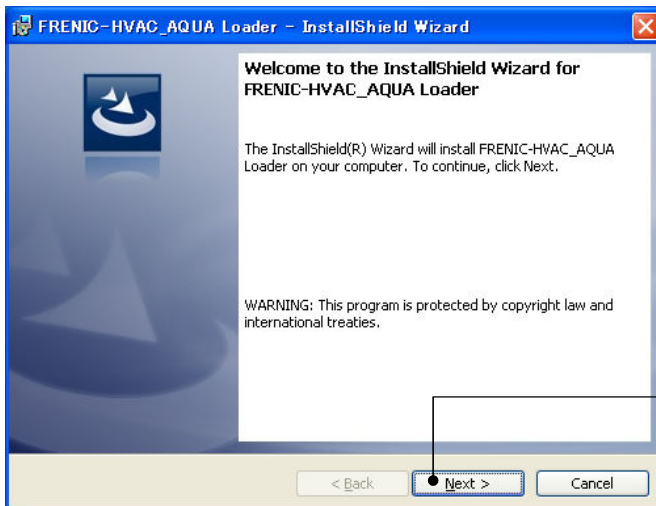 FRENIC-HVAC_AQUA Loader - InstallShield Wizard
Welcome to the InstallShield Wizard for
FRENIC-HVAC_AQUA Loader
The InstallShield(R) Wizard will install FRENIC-HVAC_AQUA
Loader on your computer. To continue, click Next.
WARNING: This program is protected by copyright law and
international treaties.
< Back
Next >
Cancel